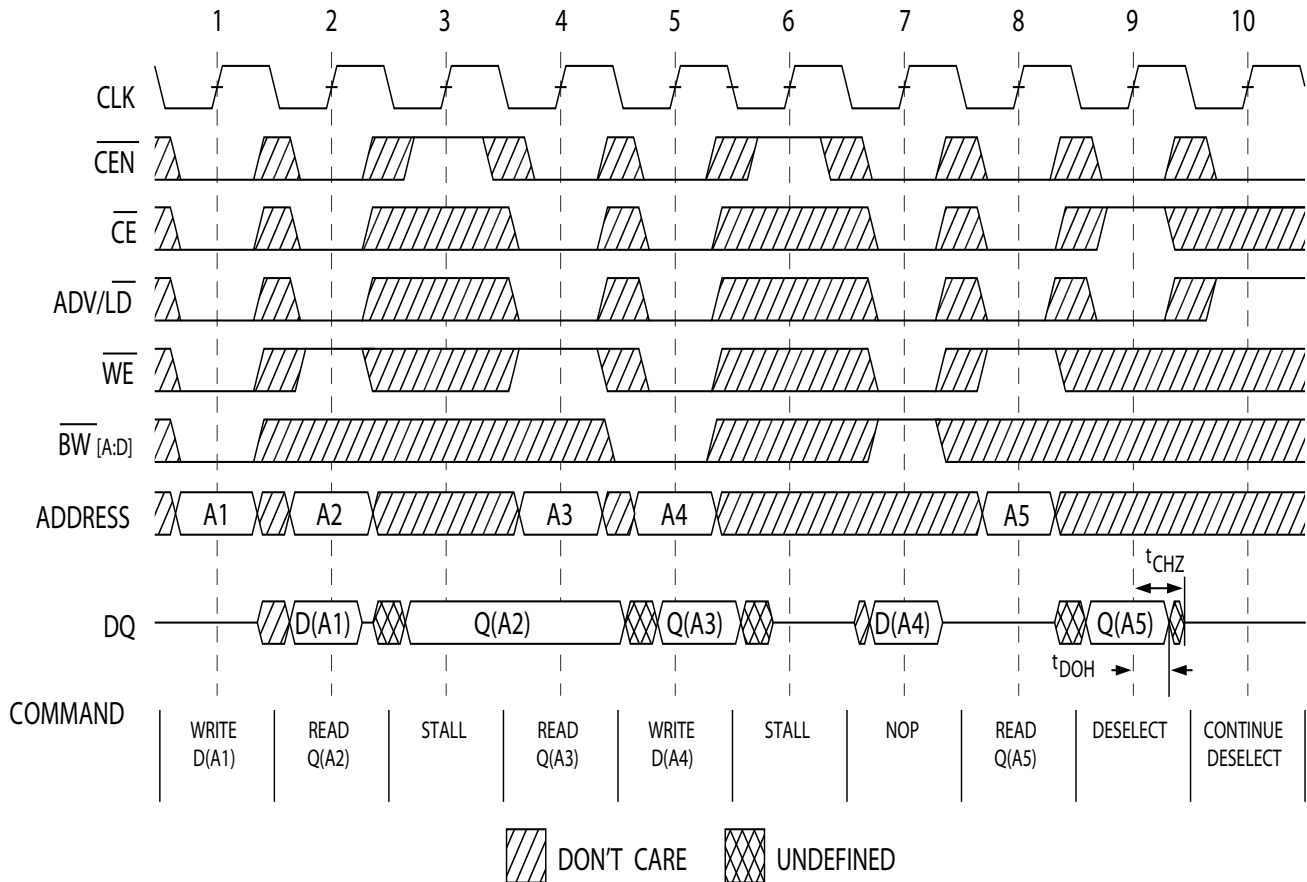 1 2 3 4 5 6 7 8 9 10
CLK
CEN
CE
ADV/LD
WE
BW [A:D]
ADDRESS A1 A2 A3 A4 A5
tCHZ
DQ D(A1) Q(A2) Q(A3) D(A4) Q(A5)
tDOH
COMMAND
WRITE READ STALL READ WRITE STALL NOP READ DESELECT CONTINUE
D(A1) Q(A2) Q(A3) D(A4) Q(A5) DESELECT
DON'T CARE UNDEFINED